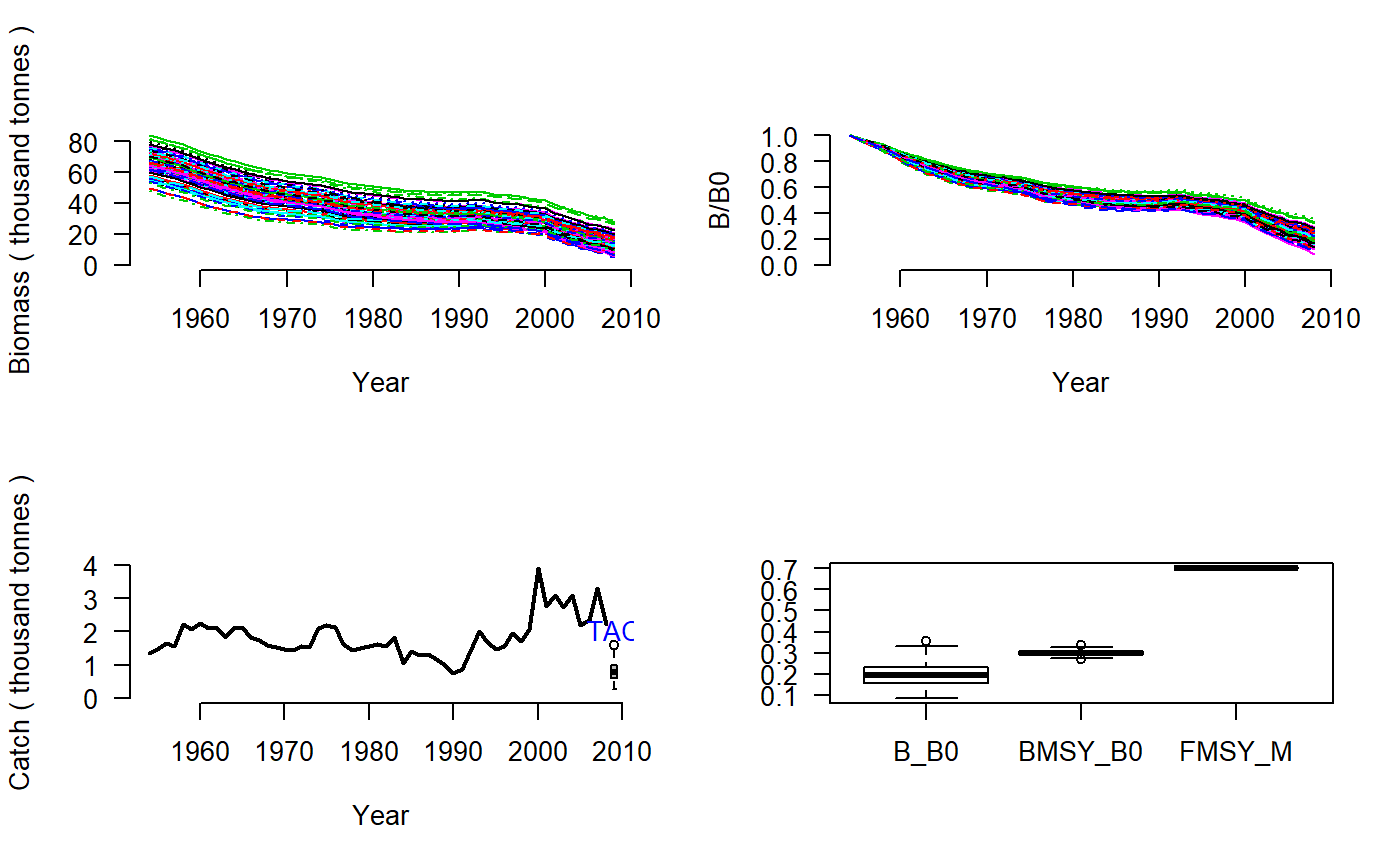 Biomass ( thousand tonnes )
80
60
40
20
0
1960 1970 1980 1990 2000 2010
Year
B/B0
1.0
0.8
0.6
0.4
0.2
0.0
1960 1970 1980 1990 2000 2010
Year
Catch ( thousand tonnes )
4
3
2
1
0
TAC
1960 1970 1980 1990 2000 2010
Year
0.7
0.6
0.5
0.4
0.3
0.2
0.1
B_B0 BMSY_B0 FMSY_M